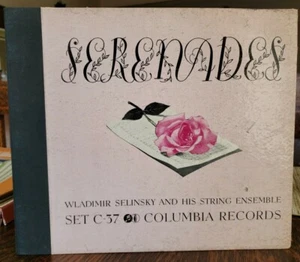 SERENADES
WLADIMIR SELINSKY AND HIS STRING ENSEMBLE
SET C-37 COLUMBIA RECORDS